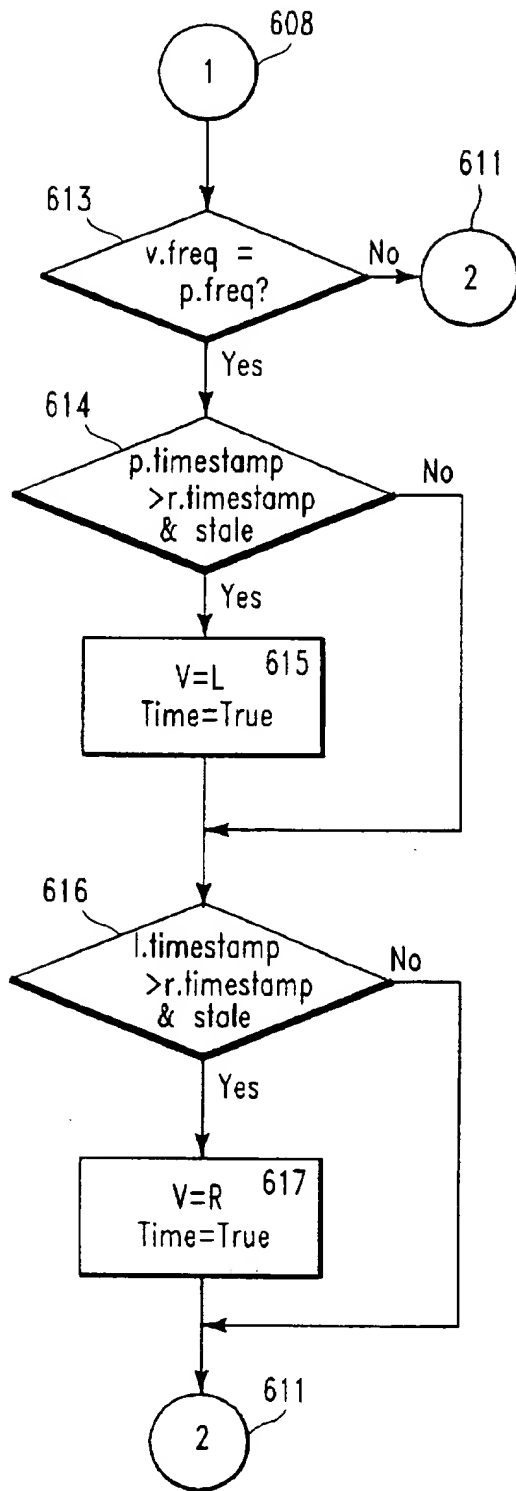 608
1
611
613
v.freq =
p.freq?
No
2
Yes
614
p.timestamp
>r.timestamp
& stale
No
Yes
615
V=L
Time=True
616
l.timestamp
>r.timestamp
& stale
No
Yes
617
V=R
Time=True
2
611